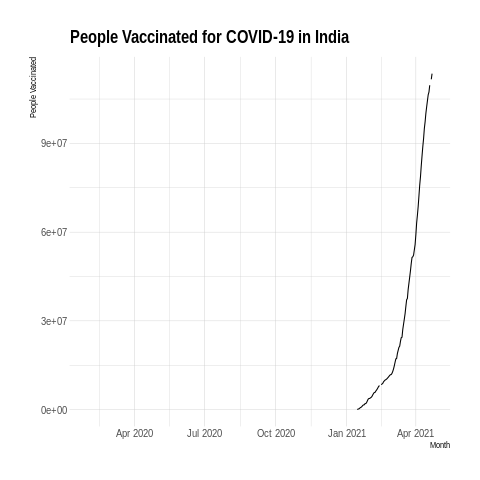 People Vaccinated for COVID-19 in India
People Vaccinated
9e+07
6e+07
3e+07
0e+00
Apr 2020 Jul 2020 Oct 2020 Jan 2021 Apr 2021
Month